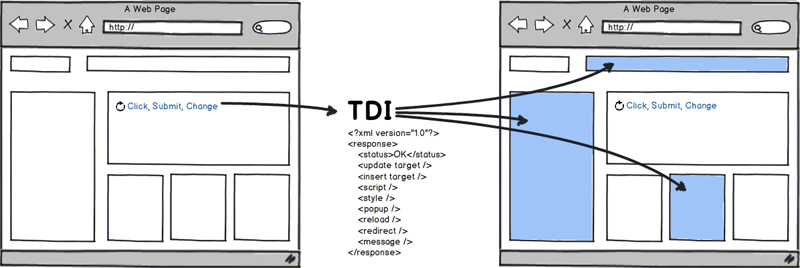 A Web Page
http://
Click, Submit, Change
TDI
<?xml version="1.0"?>
<response>
<status>OK</status>
<update target />
<insert target />
<script />
<style />
<popup />
<reload />
<redirect />
<message />
</response>
A Web Page
http://
Click, Submit, Change